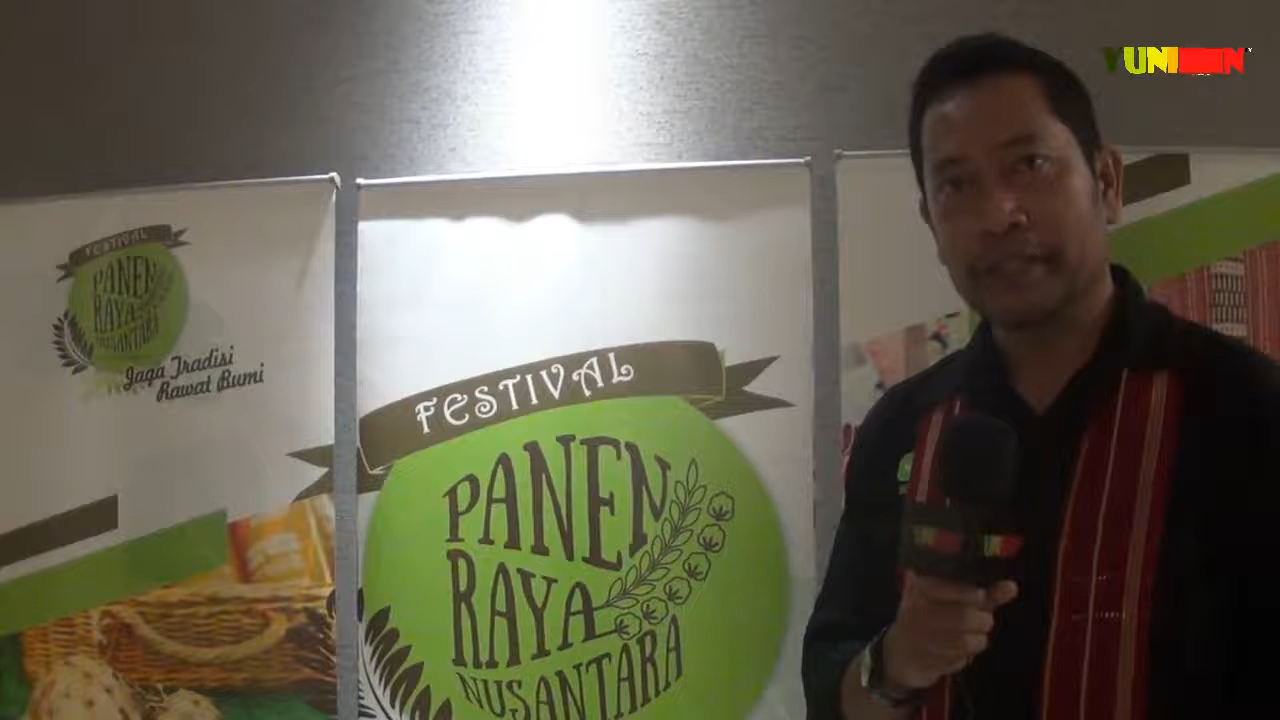 FESTIVAL
PANEN
RAYA
NUSANTARA
Jaga Tradisi
Rawat Bumi
FESTIVAL
PANEN
RAYA
NUSANTARA